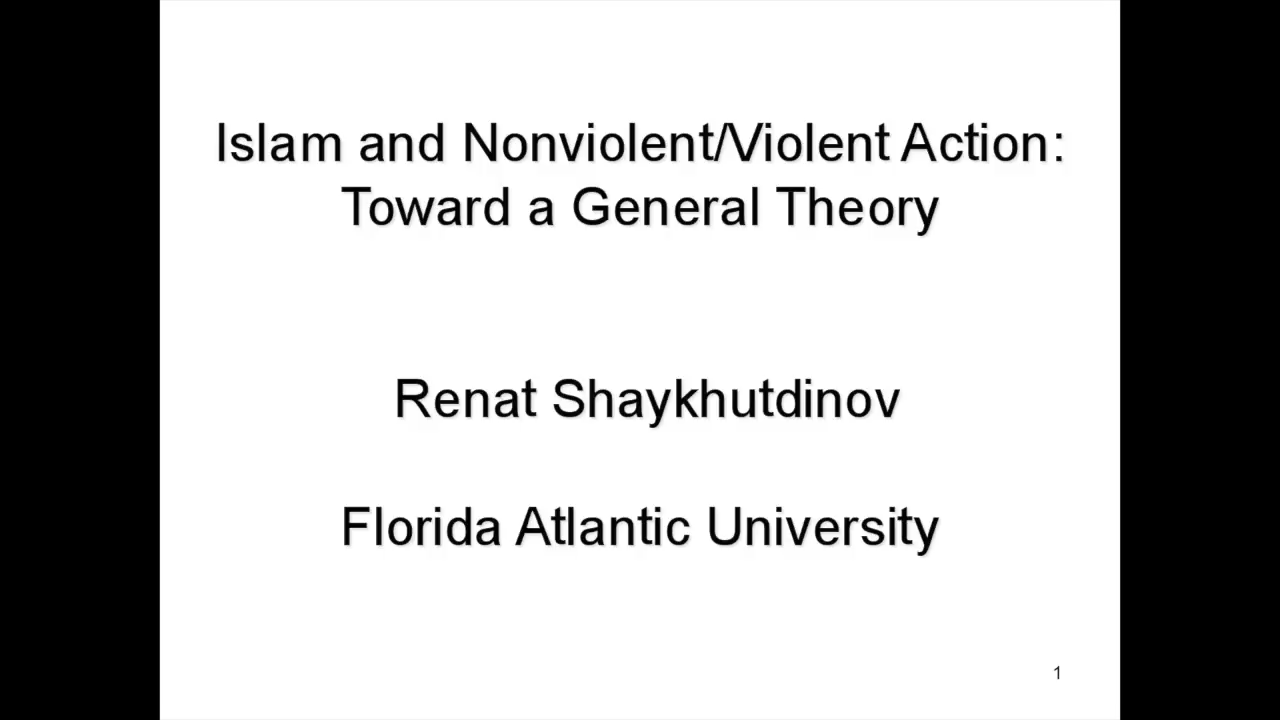 Islam and Nonviolent/Violent Action:
Toward a General Theory
Renat Shaykhutdinov
Florida Atlantic University
1